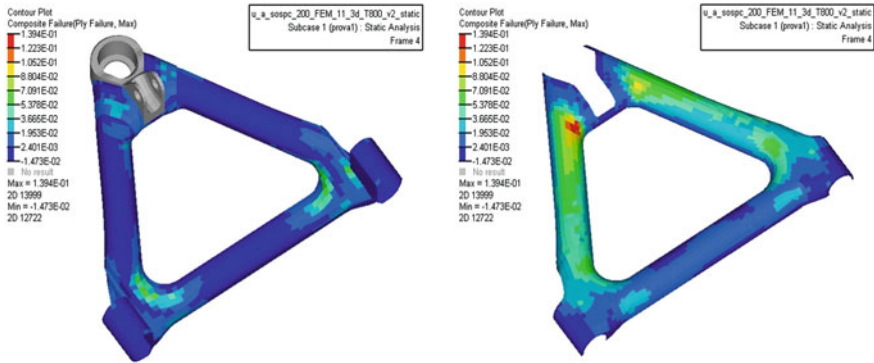 Contour Plot
Composite Failure(Ply Failure, Max)
1.394E-01
1.223E-01
1.052E-01
8.804E-02
7.091E-02
5.378E-02
3.665E-02
1.953E-02
2.401E-03
-1.473E-02
No result
Max = 1.394E-01
2D 13999
Min = -1.473E-02
2D 12722
u_a_sospc_200_FEM_11_3d_T800_v2_static
Subcase 1 (prova1) : Static Analysis
Frame 4
Contour Plot
Composite Failure(Ply Failure, Max)
1.394E-01
1.223E-01
1.052E-01
8.804E-02
7.091E-02
5.378E-02
3.665E-02
1.953E-02
2.401E-03
-1.473E-02
No result
Max = 1.394E-01
2D 13999
Min = -1.473E-02
2D 12722
u_a_sospc_200_FEM_11_3d_T800_v2_static
Subcase 1 (prova1) : Static Analysis
Frame 4